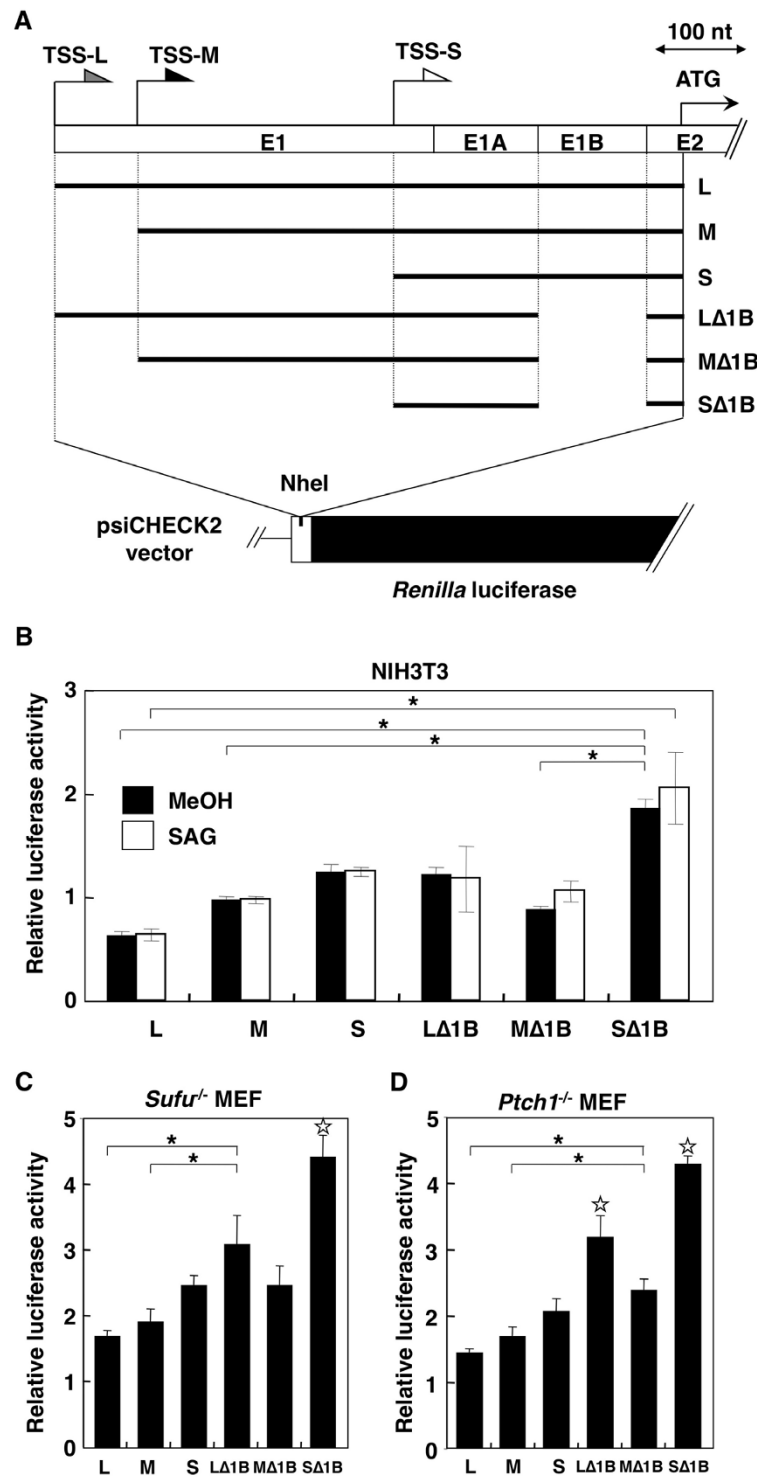 A
100 nt
TSS-L TSS-M TSS-S
ATG
E1 E1A E1B E2
L
M
S
LΔ1B
MΔ1B
SΔ1B
NheI
psiCHECK2
vector
Renilla luciferase
B
NIH3T3
3
2
1
0
Relative luciferase activity
*
*
*
*
MeOH
SAG
L M S LΔ1B MΔ1B SΔ1B
C
Sufu-/- MEF
5
4
3
2
1
0
Relative luciferase activity
*
*
☆
L M S LΔ1B MΔ1B SΔ1B
D
Ptch1-/- MEF
5
4
3
2
1
0
Relative luciferase activity
*
*
☆
☆
L M S LΔ1B MΔ1B SΔ1B